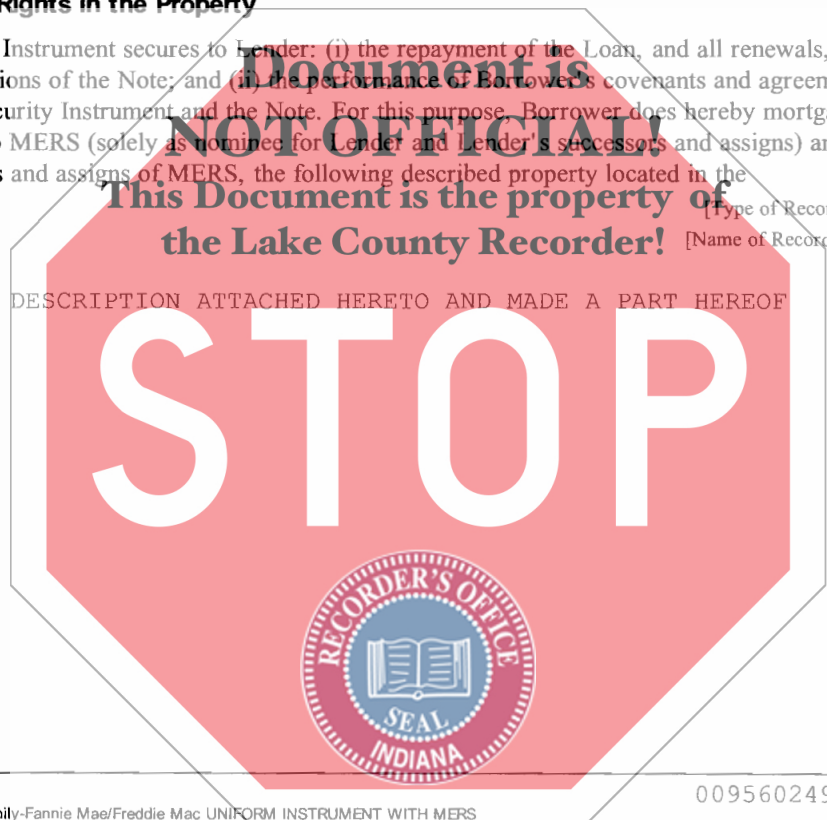 Rights in the Property
Instrument secures to Lender: (i) the repayment of the Loan, and all renewals,
ions of the Note; and (ii) the performance of Borrower's covenants and agreen
curity Instrument and the Note. For this purpose, Borrower does hereby mortg
MERS (solely as nominee for Lender and Lender's successors and assigns) an
s and assigns of MERS, the following described property located in the
[Type of Reco
[Name of Record
Document is
NOT OFFICIAL!
This Document is the property of
the Lake County Recorder!
DESCRIPTION ATTACHED HERETO AND MADE A PART HEREOF
STOP
RECORDER'S OFFICE
SEAL
INDIANA
009560249
ily-Fannie Mae/Freddie Mac UNIFORM INSTRUMENT WITH MERS